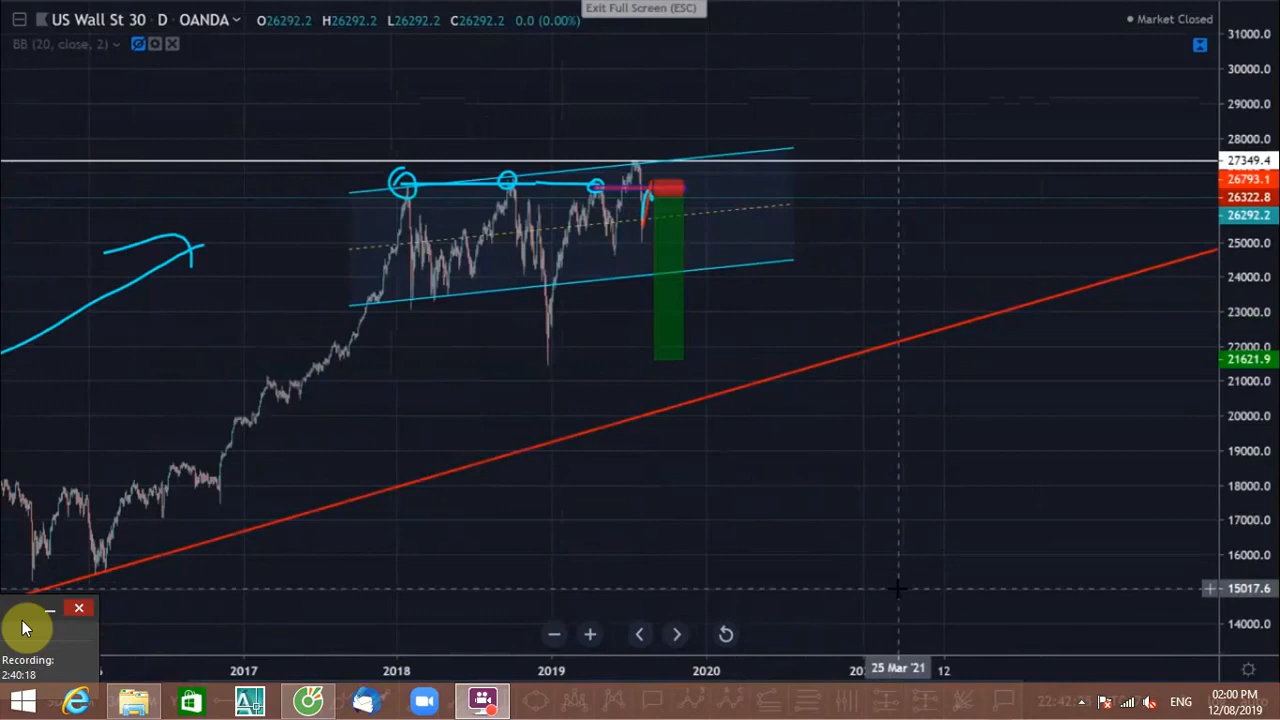 Exit Full Screen (ESC)
US Wall St 30 D OANDA O26292.2 H26292.2 L26292.2 C26292.2 0.0 (0.00%)
Market Closed
BB (20, close, 2)
31000.0
30000.0
29000.0
28000.0
27349.4
26793.1
26322.8
26292.2
25000.0
24000.0
23000.0
22000.0
21621.9
21000.0
20000.0
19000.0
18000.0
17000.0
16000.0
15017.6
14000.0
Recording:
2:40:18
2017 2018 2019 2020 25 Mar '21 12
ENG
02:00 PM
12/08/2019